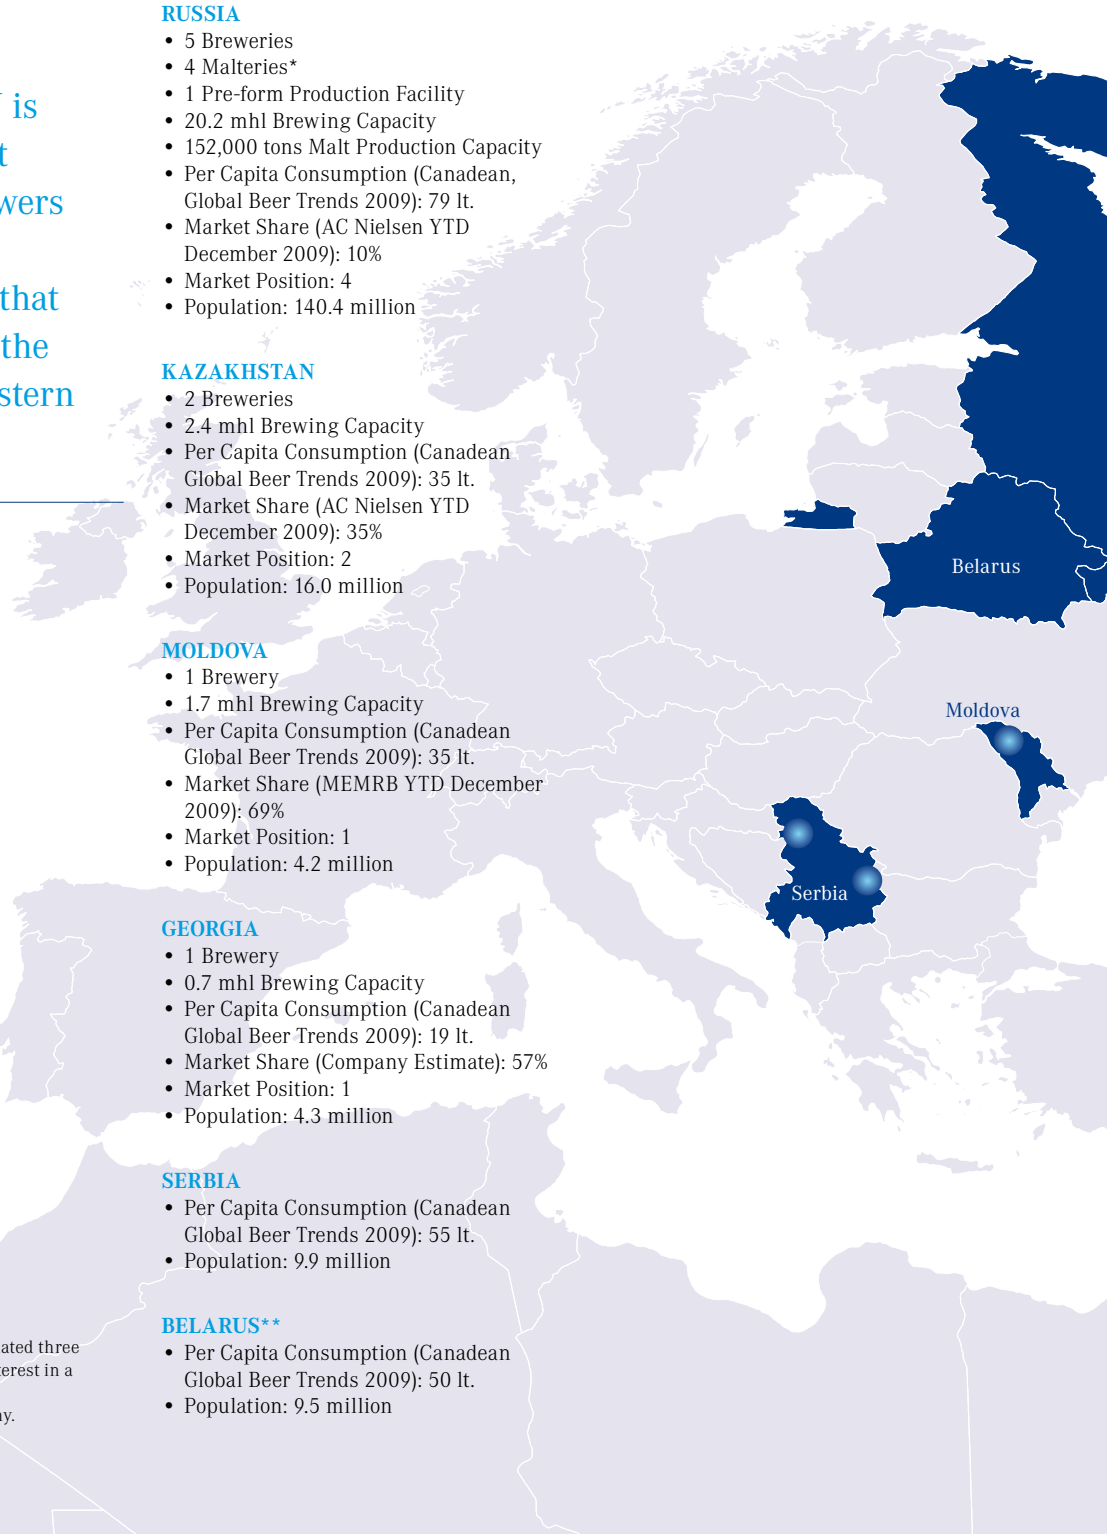 is
wers
that
the
stern
RUSSIA
• 5 Breweries
• 4 Malteries*
• 1 Pre-form Production Facility
• 20.2 mhl Brewing Capacity
• 152,000 tons Malt Production Capacity
• Per Capita Consumption (Canadean,
Global Beer Trends 2009): 79 lt.
• Market Share (AC Nielsen YTD
December 2009): 10%
• Market Position: 4
• Population: 140.4 million
KAZAKHSTAN
• 2 Breweries
• 2.4 mhl Brewing Capacity
• Per Capita Consumption (Canadean
Global Beer Trends 2009): 35 lt.
• Market Share (AC Nielsen YTD
December 2009): 35%
• Market Position: 2
• Population: 16.0 million
MOLDOVA
• 1 Brewery
• 1.7 mhl Brewing Capacity
• Per Capita Consumption (Canadean
Global Beer Trends 2009): 35 lt.
• Market Share (MEMRB YTD December
2009): 69%
• Market Position: 1
• Population: 4.2 million
GEORGIA
• 1 Brewery
• 0.7 mhl Brewing Capacity
• Per Capita Consumption (Canadean
Global Beer Trends 2009): 19 lt.
• Market Share (Company Estimate): 57%
• Market Position: 1
• Population: 4.3 million
SERBIA
• Per Capita Consumption (Canadean
Global Beer Trends 2009): 55 lt.
• Population: 9.9 million
BELARUS**
• Per Capita Consumption (Canadean
Global Beer Trends 2009): 50 lt.
• Population: 9.5 million
ated three
erest in a
y.
Belarus
Moldova
Serbia